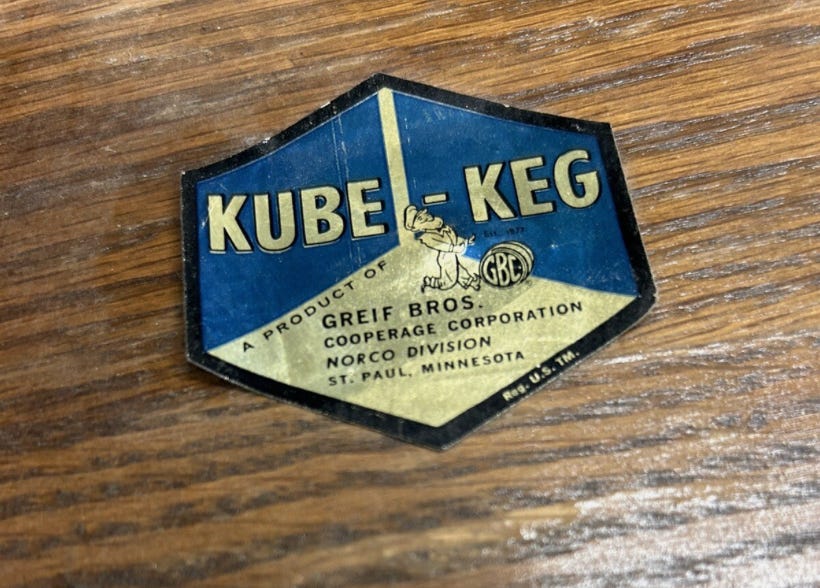 KUBE - KEG
EST. 1877
GBC
®
A PRODUCT OF
GREIF BROS.
COOPERAGE CORPORATION
NORCO DIVISION
ST. PAUL, MINNESOTA
Reg. U.S. TM.